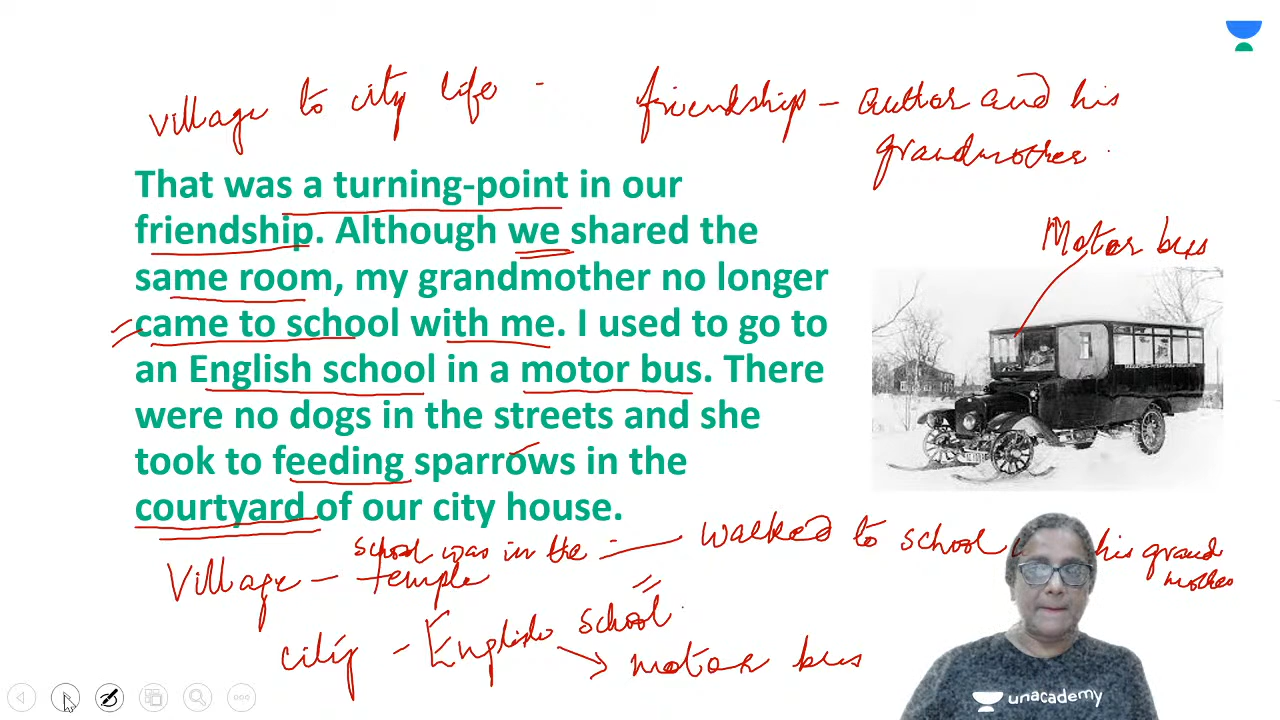 village to city life -
friendship - author and his
grandmother.
That was a turning-point in our
friendship. Although we shared the
same room, my grandmother no longer
came to school with me. I used to go to
an English school in a motor bus. There
were no dogs in the streets and she
took to feeding sparrows in the
courtyard of our city house.
Motor bus
Village - school was in the
temple
walked to school his grand
mother
city - English school
motor bus
unacademy